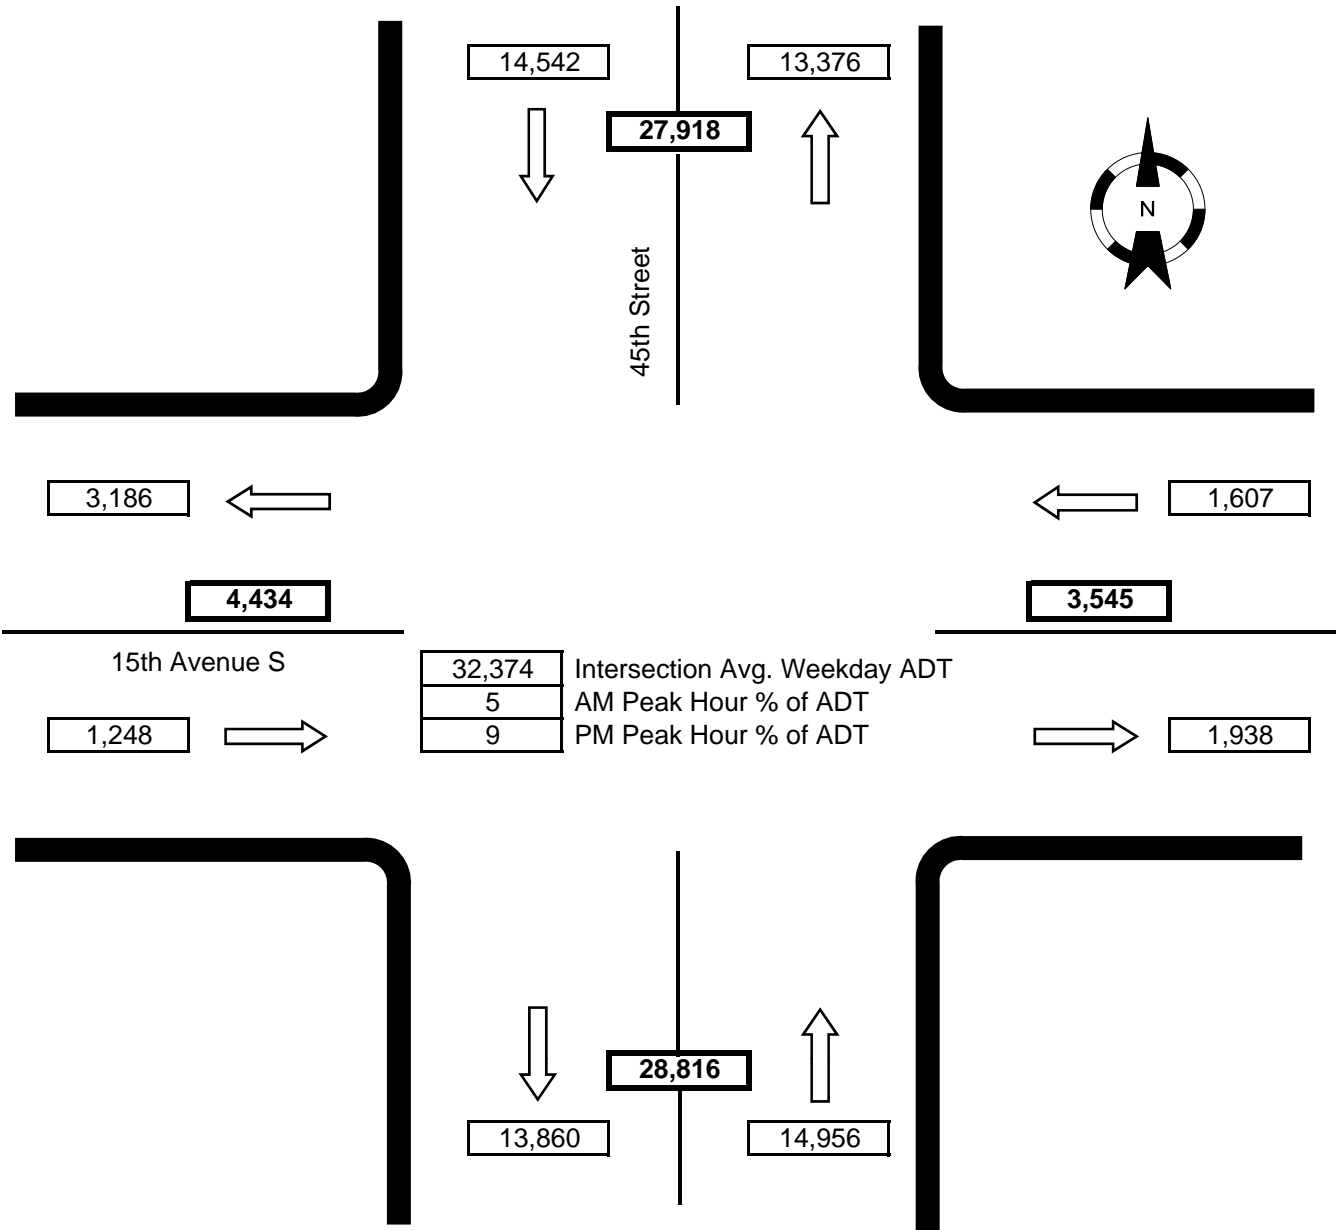 14,542
13,376
27,918
N
45th Street
3,186
1,607
4,434
3,545
15th Avenue S
32,374 Intersection Avg. Weekday ADT
5 AM Peak Hour % of ADT
9 PM Peak Hour % of ADT
1,248
1,938
28,816
13,860
14,956